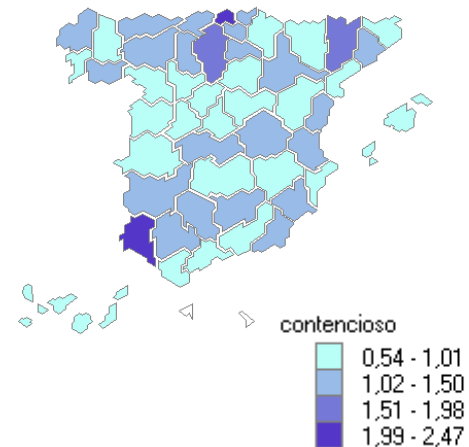 contencioso
0,54 - 1,01
1,02 - 1,50
1,51 - 1,98
1,99 - 2,47